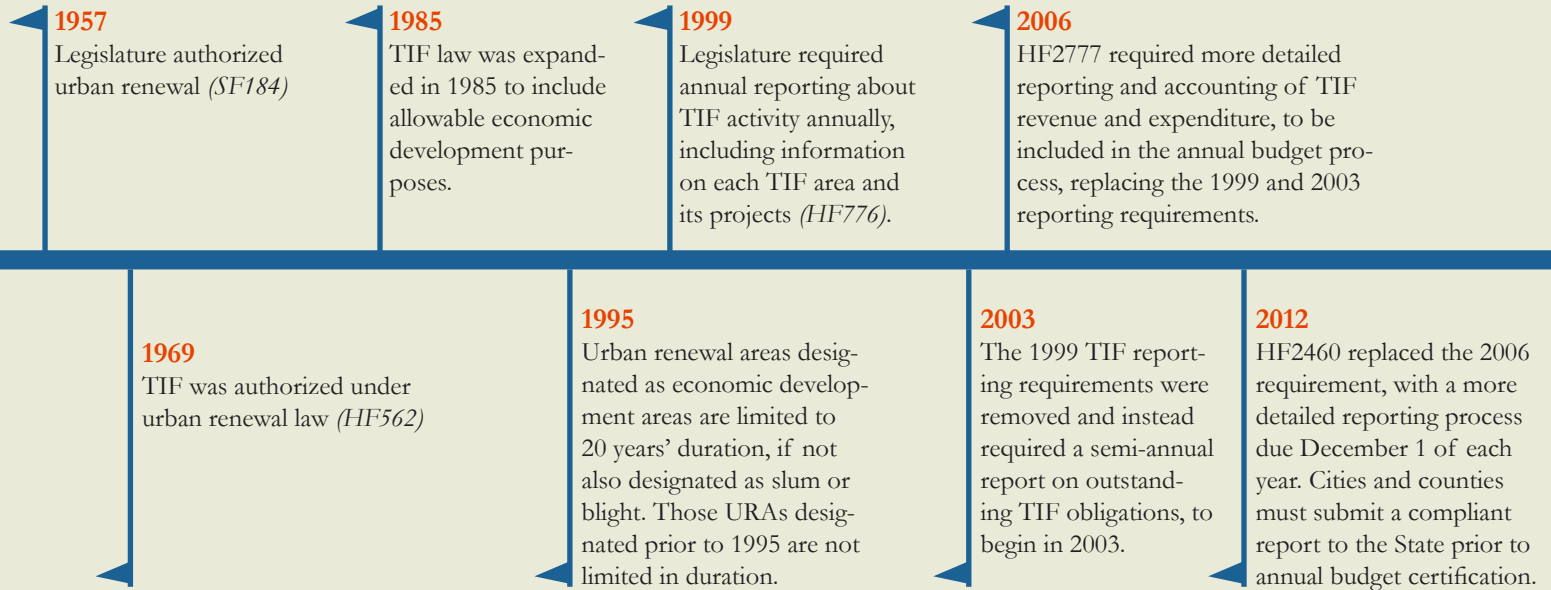 1957
Legislature authorized
urban renewal (SF184)
1985
TIF law was expand-
ed in 1985 to include
allowable economic
development pur-
poses.
1999
Legislature required
annual reporting about
TIF activity annually,
including information
on each TIF area and
its projects (HF776).
2006
HF2777 required more detailed
reporting and accounting of TIF
revenue and expenditure, to be
included in the annual budget pro-
cess, replacing the 1999 and 2003
reporting requirements.
1969
TIF was authorized under
urban renewal law (HF562)
1995
Urban renewal areas desig-
nated as economic develop-
ment areas are limited to
20 years’ duration, if not
also designated as slum or
blight. Those URAs desig-
nated prior to 1995 are not
limited in duration.
2003
The 1999 TIF report-
ing requirements were
removed and instead
required a semi-annual
report on outstand-
ing TIF obligations, to
begin in 2003.
2012
HF2460 replaced the 2006
requirement, with a more
detailed reporting process
due December 1 of each
year. Cities and counties
must submit a compliant
report to the State prior to
annual budget certification.